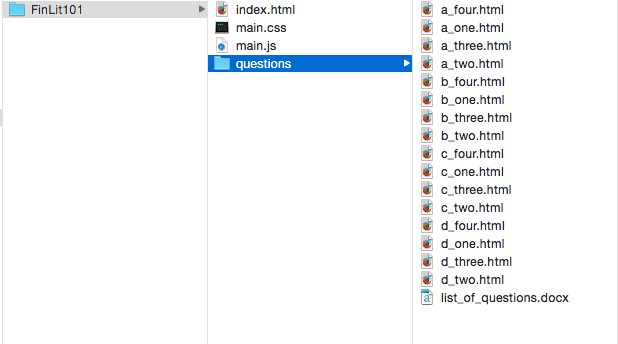 FinLit101
index.html
main.css
main.js
questions
a_four.html
a_one.html
a_three.html
a_two.html
b_four.html
b_one.html
b_three.html
b_two.html
c_four.html
c_one.html
c_three.html
c_two.html
d_four.html
d_one.html
d_three.html
d_two.html
list_of_questions.docx